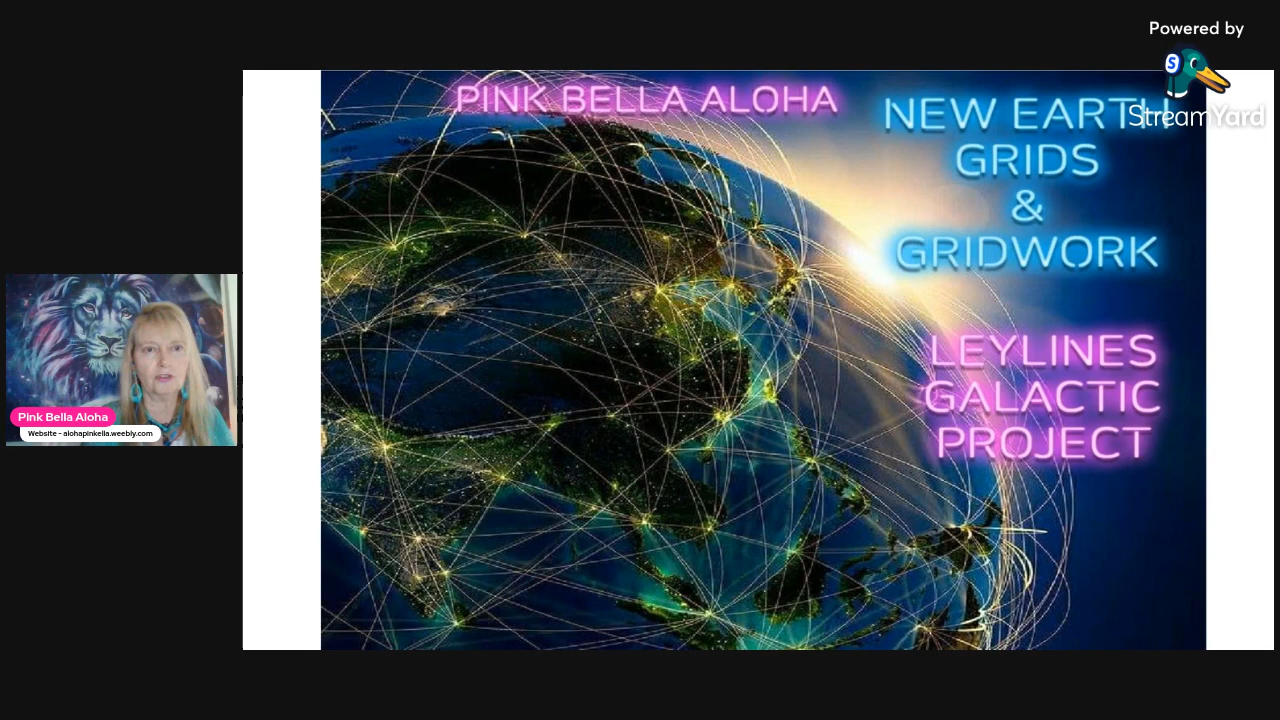 Powered by
StreamYard
PINK BELLA ALOHA
NEW EARTH
GRIDS
&
GRIDWORK
LEYLINES
GALACTIC
PROJECT
Pink Bella Aloha
Website - alohapinkella.weebly.com